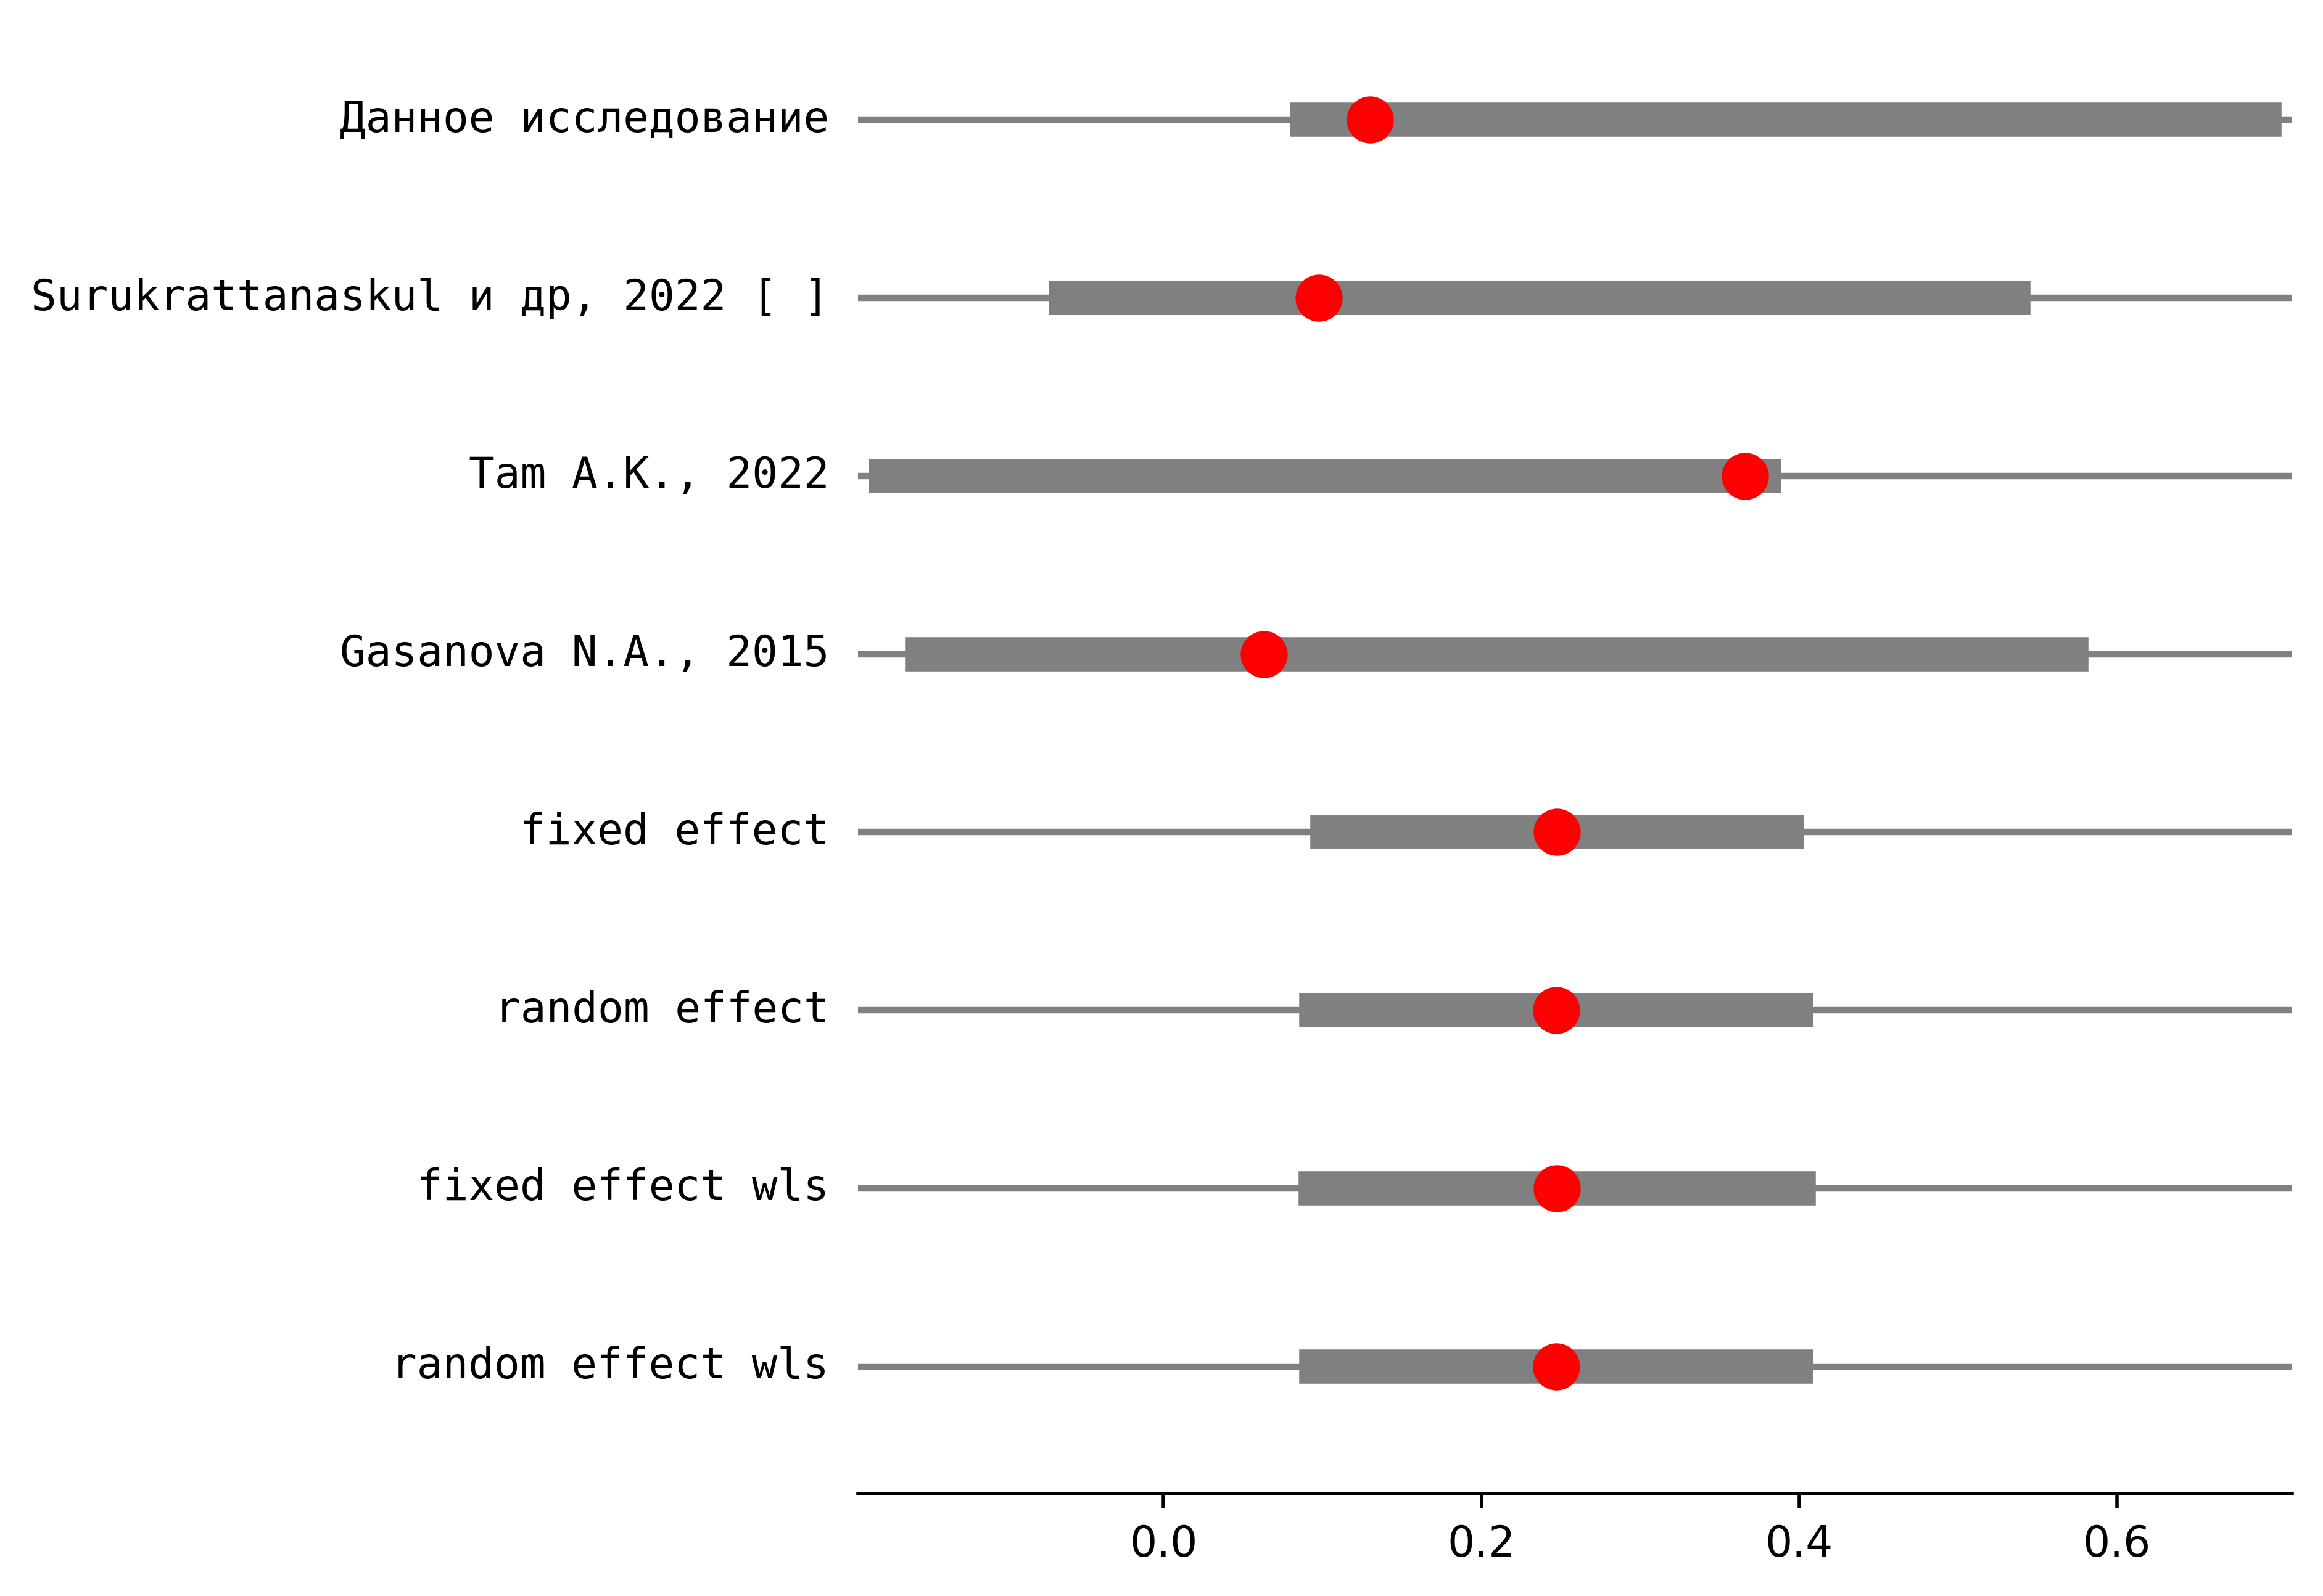 Данное исследование
Surukrattanaskul и др, 2022 [ ]
Tam A.K., 2022
Gasanova N.A., 2015
fixed effect
random effect
fixed effect wls
random effect wls
0.0 0.2 0.4 0.6